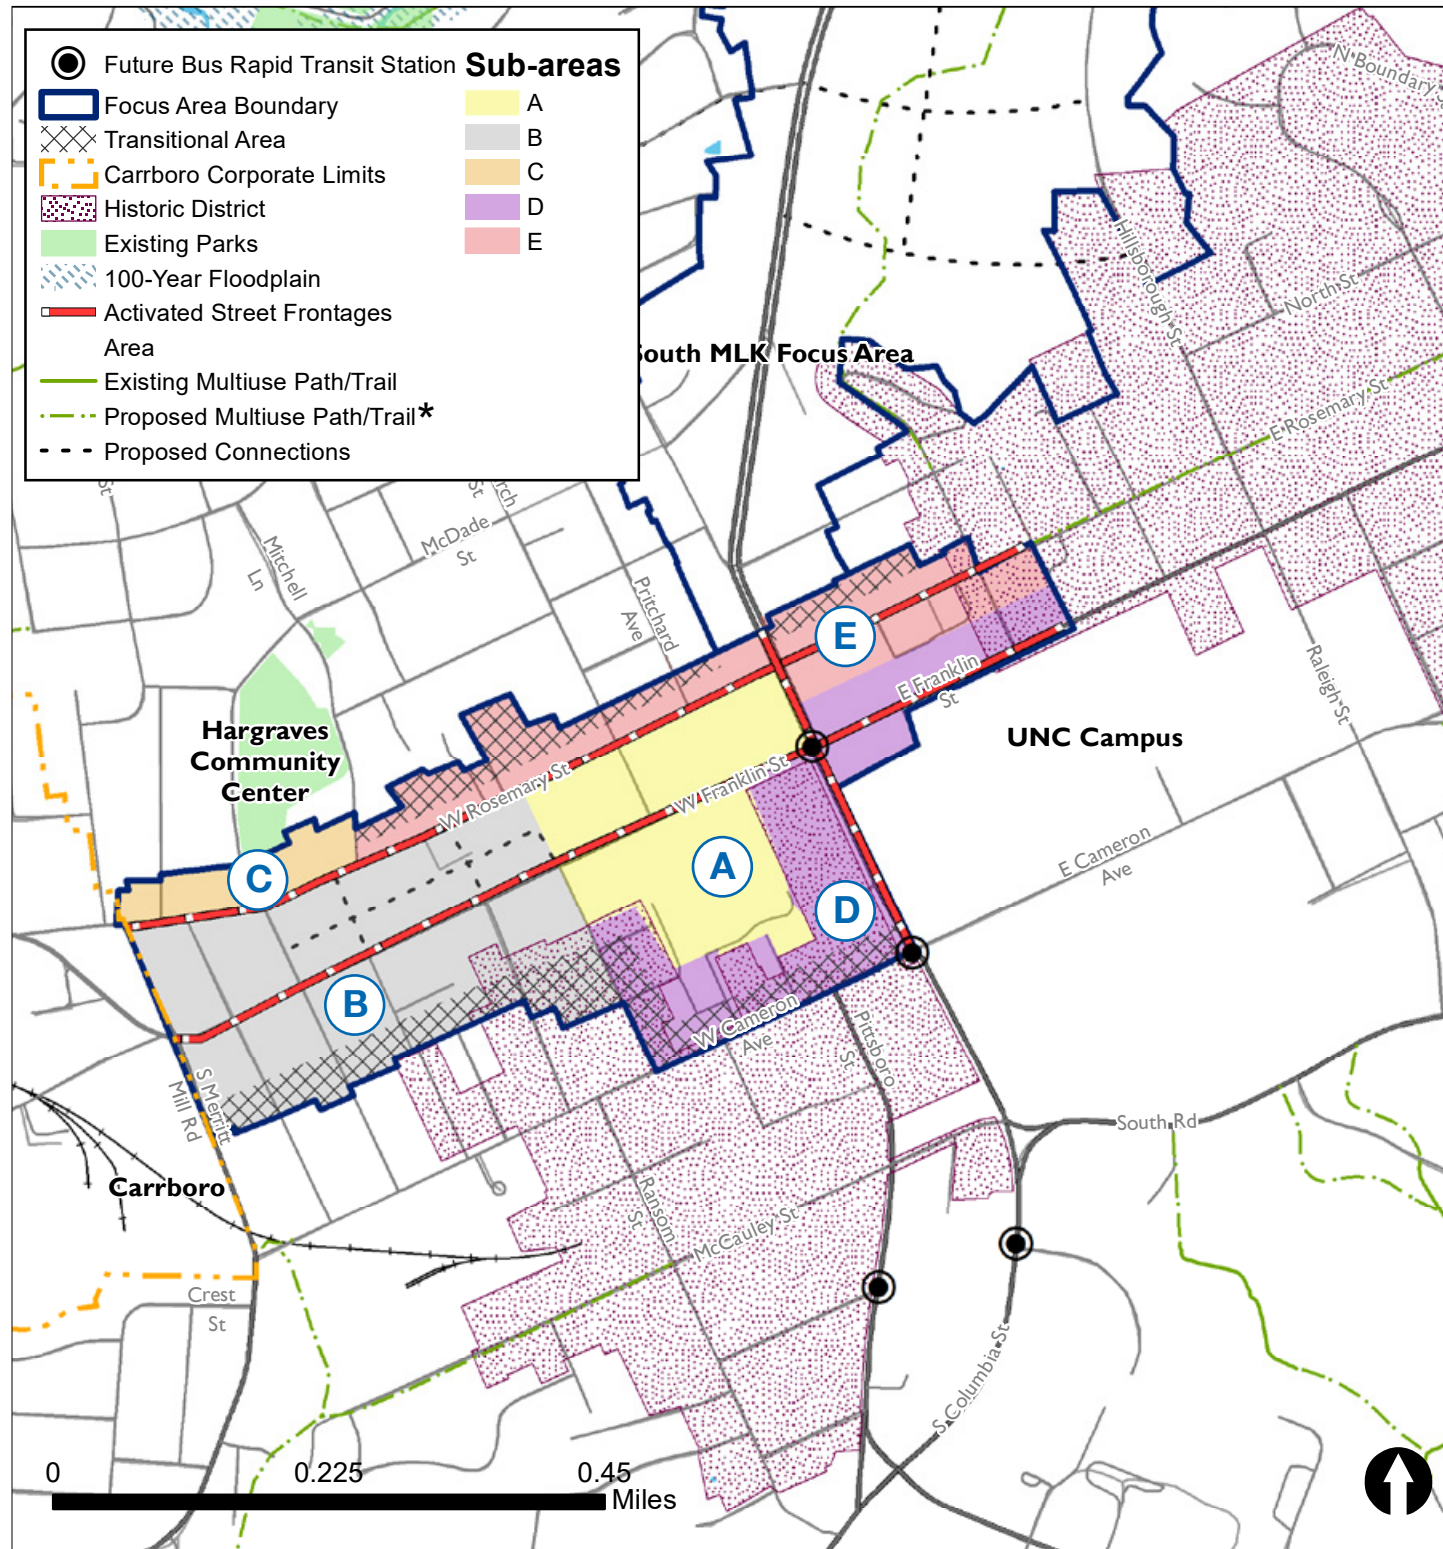 Future Bus Rapid Transit Station
Focus Area Boundary
Transitional Area
Carrboro Corporate Limits
Historic District
Existing Parks
100-Year Floodplain
Activated Street Frontages
Area
Existing Multiuse Path/Trail
Proposed Multiuse Path/Trail*
Proposed Connections
Sub-areas
A
B
C
D
E
N Boundary
Hillsborough St
North St
South MLK Focus Area
E Rosemary St
St
St
McDade
St
Mitchell
Ln
Pritchard
Ave
E
E Franklin
St
Raleigh St
Hargraves
Community
Center
UNC Campus
W Rosemary St
W Franklin St
E Cameron
Ave
C
A
D
B
W Cameron
Ave
Pittsboro
St
S Merritt
Mill Rd
South Rd
Carrboro
Ransom
St
McCauley St
Crest
St
S Columbia St
0
0.225
0.45
Miles